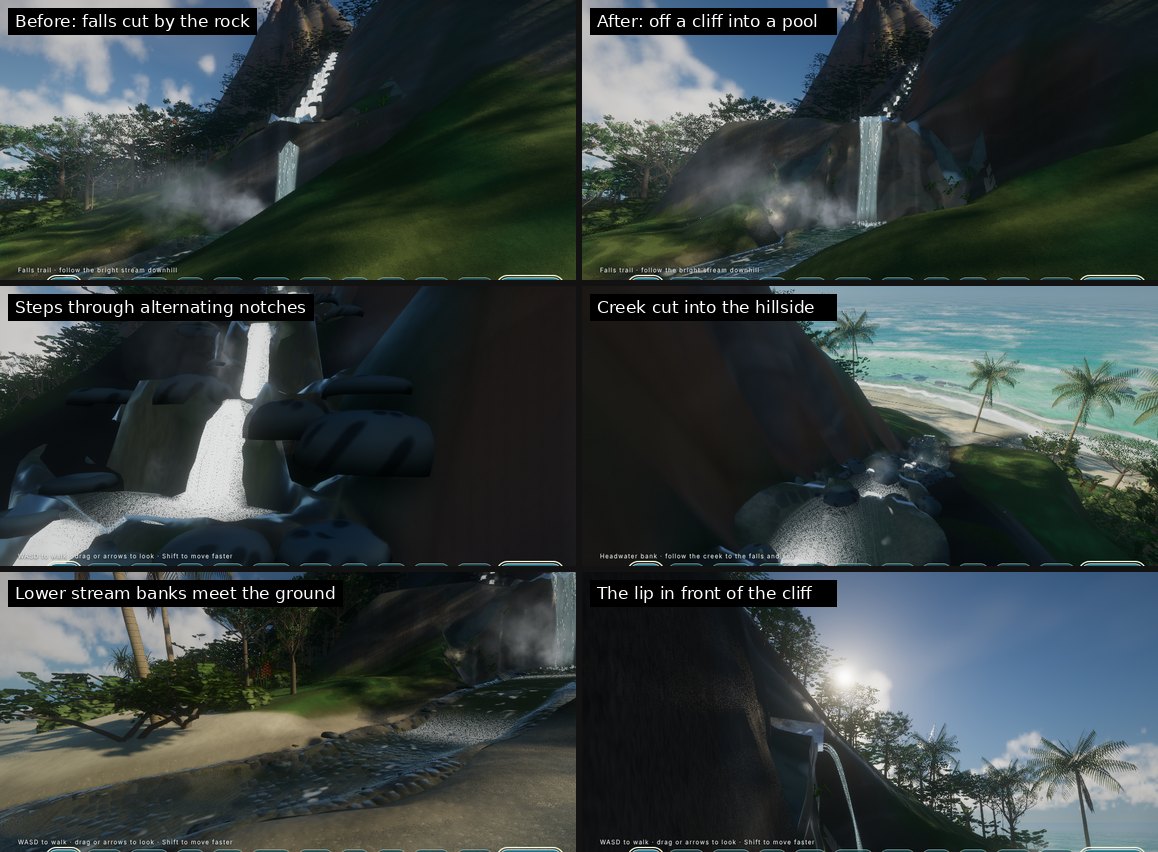 Before: falls cut by the rock
After: off a cliff into a pool
Falls trail · follow the bright stream downhill
Falls trail · follow the bright stream downhill
Steps through alternating notches
Creek cut into the hillside
WASD to walk · drag or arrows to look · Shift to move faster
Headwater bank · follow the creek to the falls and
Lower stream banks meet the ground
The lip in front of the cliff
WASD to walk · drag or arrows to look · Shift to move faster
WASD to walk · drag or arrows to look · Shift to move faster